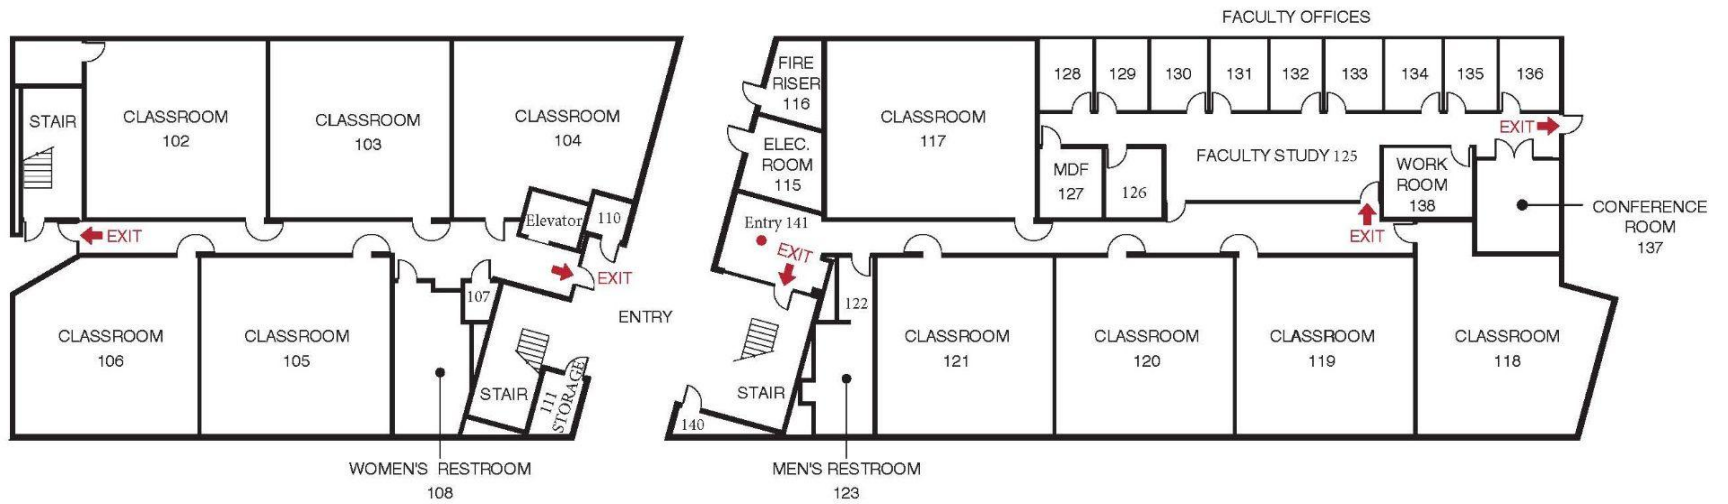 FACULTY OFFICES
FIRE
RISER
116
128
129
130
131
132
133
134
135
136
STAIR
CLASSROOM
102
CLASSROOM
103
CLASSROOM
104
ELEC.
ROOM
115
CLASSROOM
117
EXIT
MDF
127
126
FACULTY STUDY 125
WORK
ROOM
138
CONFERENCE
ROOM
137
EXIT
Elevator
110
Entry 141
EXIT
EXIT
EXIT
107
122
ENTRY
CLASSROOM
106
CLASSROOM
105
STAIR
111
STORAGE
STAIR
140
CLASSROOM
121
CLASSROOM
120
CLASSROOM
119
CLASSROOM
118
WOMEN'S RESTROOM
108
MEN'S RESTROOM
123